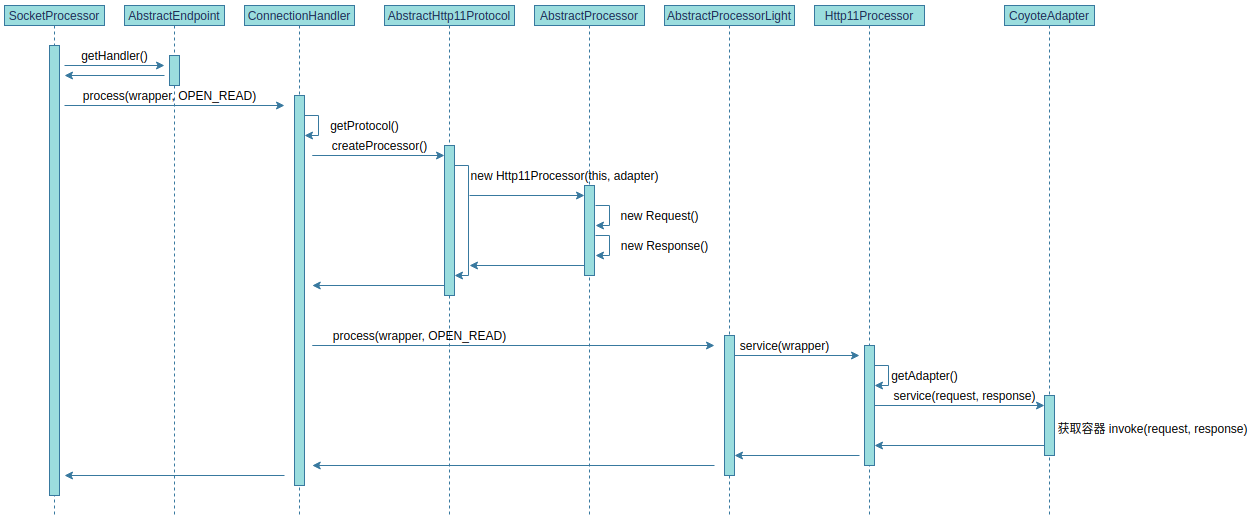 SocketProcessor
AbstractEndpoint
ConnectionHandler
AbstractHttp11Protocol
AbstractProcessor
AbstractProcessorLight
Http11Processor
CoyoteAdapter
getHandler()
process(wrapper, OPEN_READ)
getProtocol()
createProcessor()
new Http11Processor(this, adapter)
new Request()
new Response()
process(wrapper, OPEN_READ)
service(wrapper)
getAdapter()
service(request, response)
获取容器 invoke(request, response)